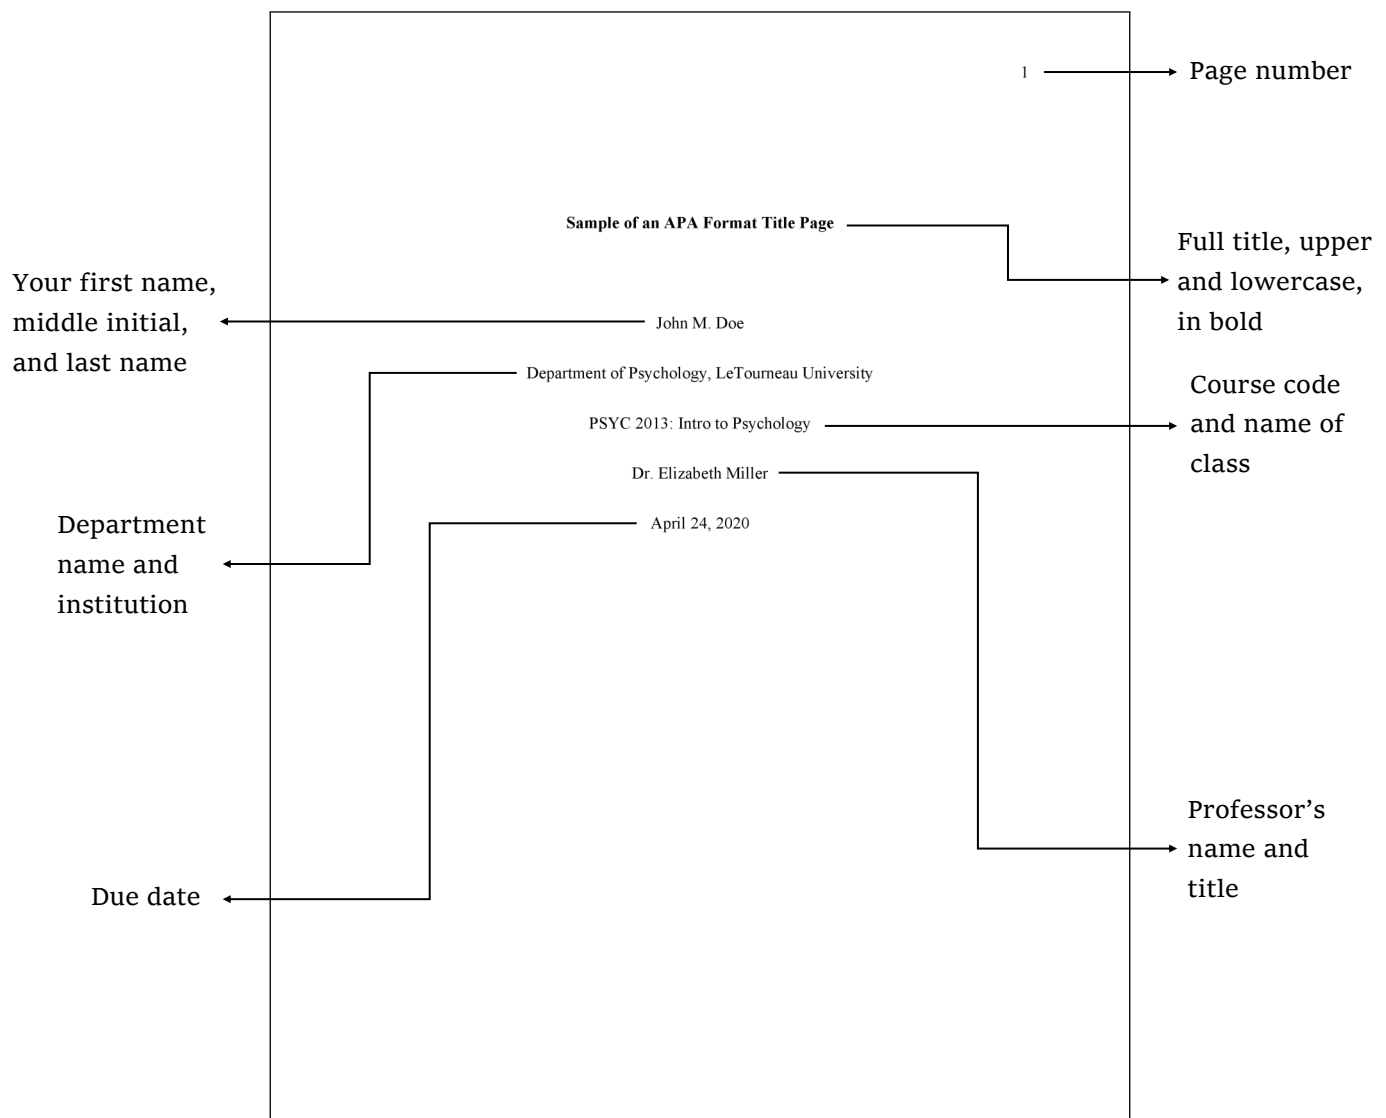 1
Page number
Sample of an APA Format Title Page
Full title, upper
and lowercase,
in bold
Your first name,
middle initial,
and last name
John M. Doe
Department of Psychology, LeTourneau University
Course code
and name of
class
PSYC 2013: Intro to Psychology
Dr. Elizabeth Miller
April 24, 2020
Department
name and
institution
Professor’s
name and
title
Due date